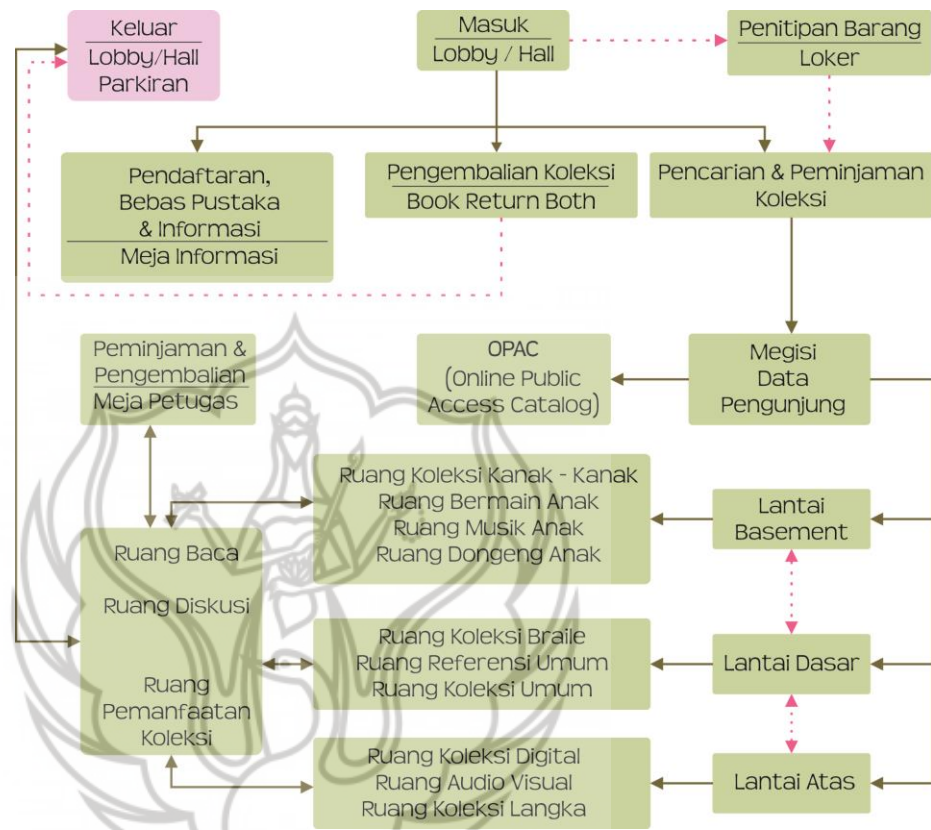 Keluar
Lobby/Hall
Parkiran
Masuk
Lobby / Hall
Penitipan Barang
Loker
Pendaftaran,
Bebas Pustaka
& Informasi
Meja Informasi
Pengembalian Koleksi
Book Return Both
Pencarian & Peminjaman
Koleksi
Peminjaman &
Pengembalian
Meja Petugas
OPAC
(Online Public
Access Catalog)
Megisi
Data
Pengunjung
Ruang Koleksi Kanak - Kanak
Ruang Bermain Anak
Ruang Musik Anak
Ruang Dongeng Anak
Lantai
Basement
Ruang Baca
Ruang Diskusi
Ruang
Pemanfaatan
Koleksi
Ruang Koleksi Braile
Ruang Referensi Umum
Ruang Koleksi Umum
Lantai Dasar
Ruang Koleksi Digital
Ruang Audio Visual
Ruang Koleksi Langka
Lantai Atas